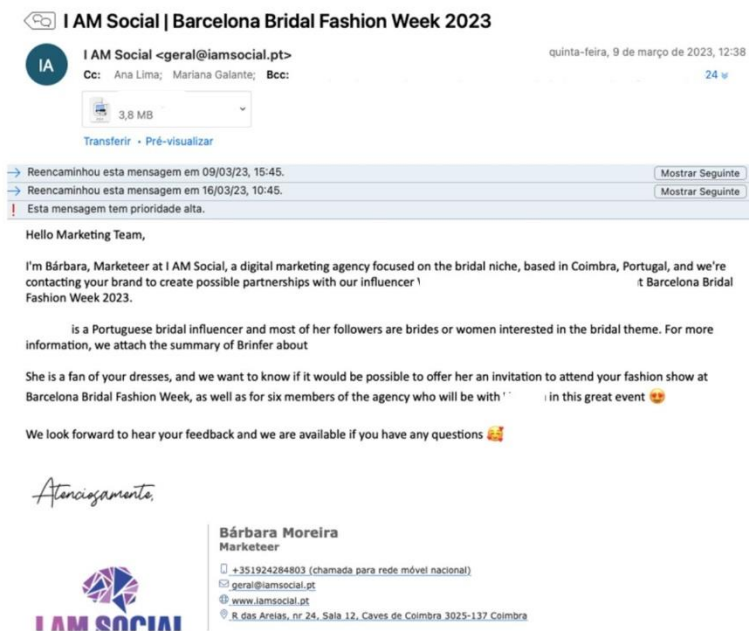 I AM Social | Barcelona Bridal Fashion Week 2023
IA
I AM Social <geral@iamsocial.pt>
quinta-feira, 9 de março de 2023, 12:38
Cc: Ana Lima; Mariana Galante; Bcc:
24
3,8 MB
Transferir • Pré-visualizar
Reencaminhou esta mensagem em 09/03/23, 15:45.
Mostrar Seguinte
Reencaminhou esta mensagem em 16/03/23, 10:45.
Mostrar Seguinte
! Esta mensagem tem prioridade alta.
Hello Marketing Team,
I'm Bárbara, Marketeer at I AM Social, a digital marketing agency focused on the bridal niche, based in Coimbra, Portugal, and we're
contacting your brand to create possible partnerships with our influencer Barcelona Bridal
Fashion Week 2023.
is a Portuguese bridal influencer and most of her followers are brides or women interested in the bridal theme. For more
information, we attach the summary of Brinfer about
She is a fan of your dresses, and we want to know if it would be possible to offer her an invitation to attend your fashion show at
Barcelona Bridal Fashion Week, as well as for six members of the agency who will be with in this great event 😍
We look forward to hear your feedback and we are available if you have any questions 🥰
Atenciosamente,
Bárbara Moreira
Marketeer
+351924284803 (chamada para rede móvel nacional)
geral@iamsocial.pt
www.iamsocial.pt
R das Areias, nr 24, Sala 12, Caves de Coimbra 3025-137 Coimbra
I AM SOCIAL